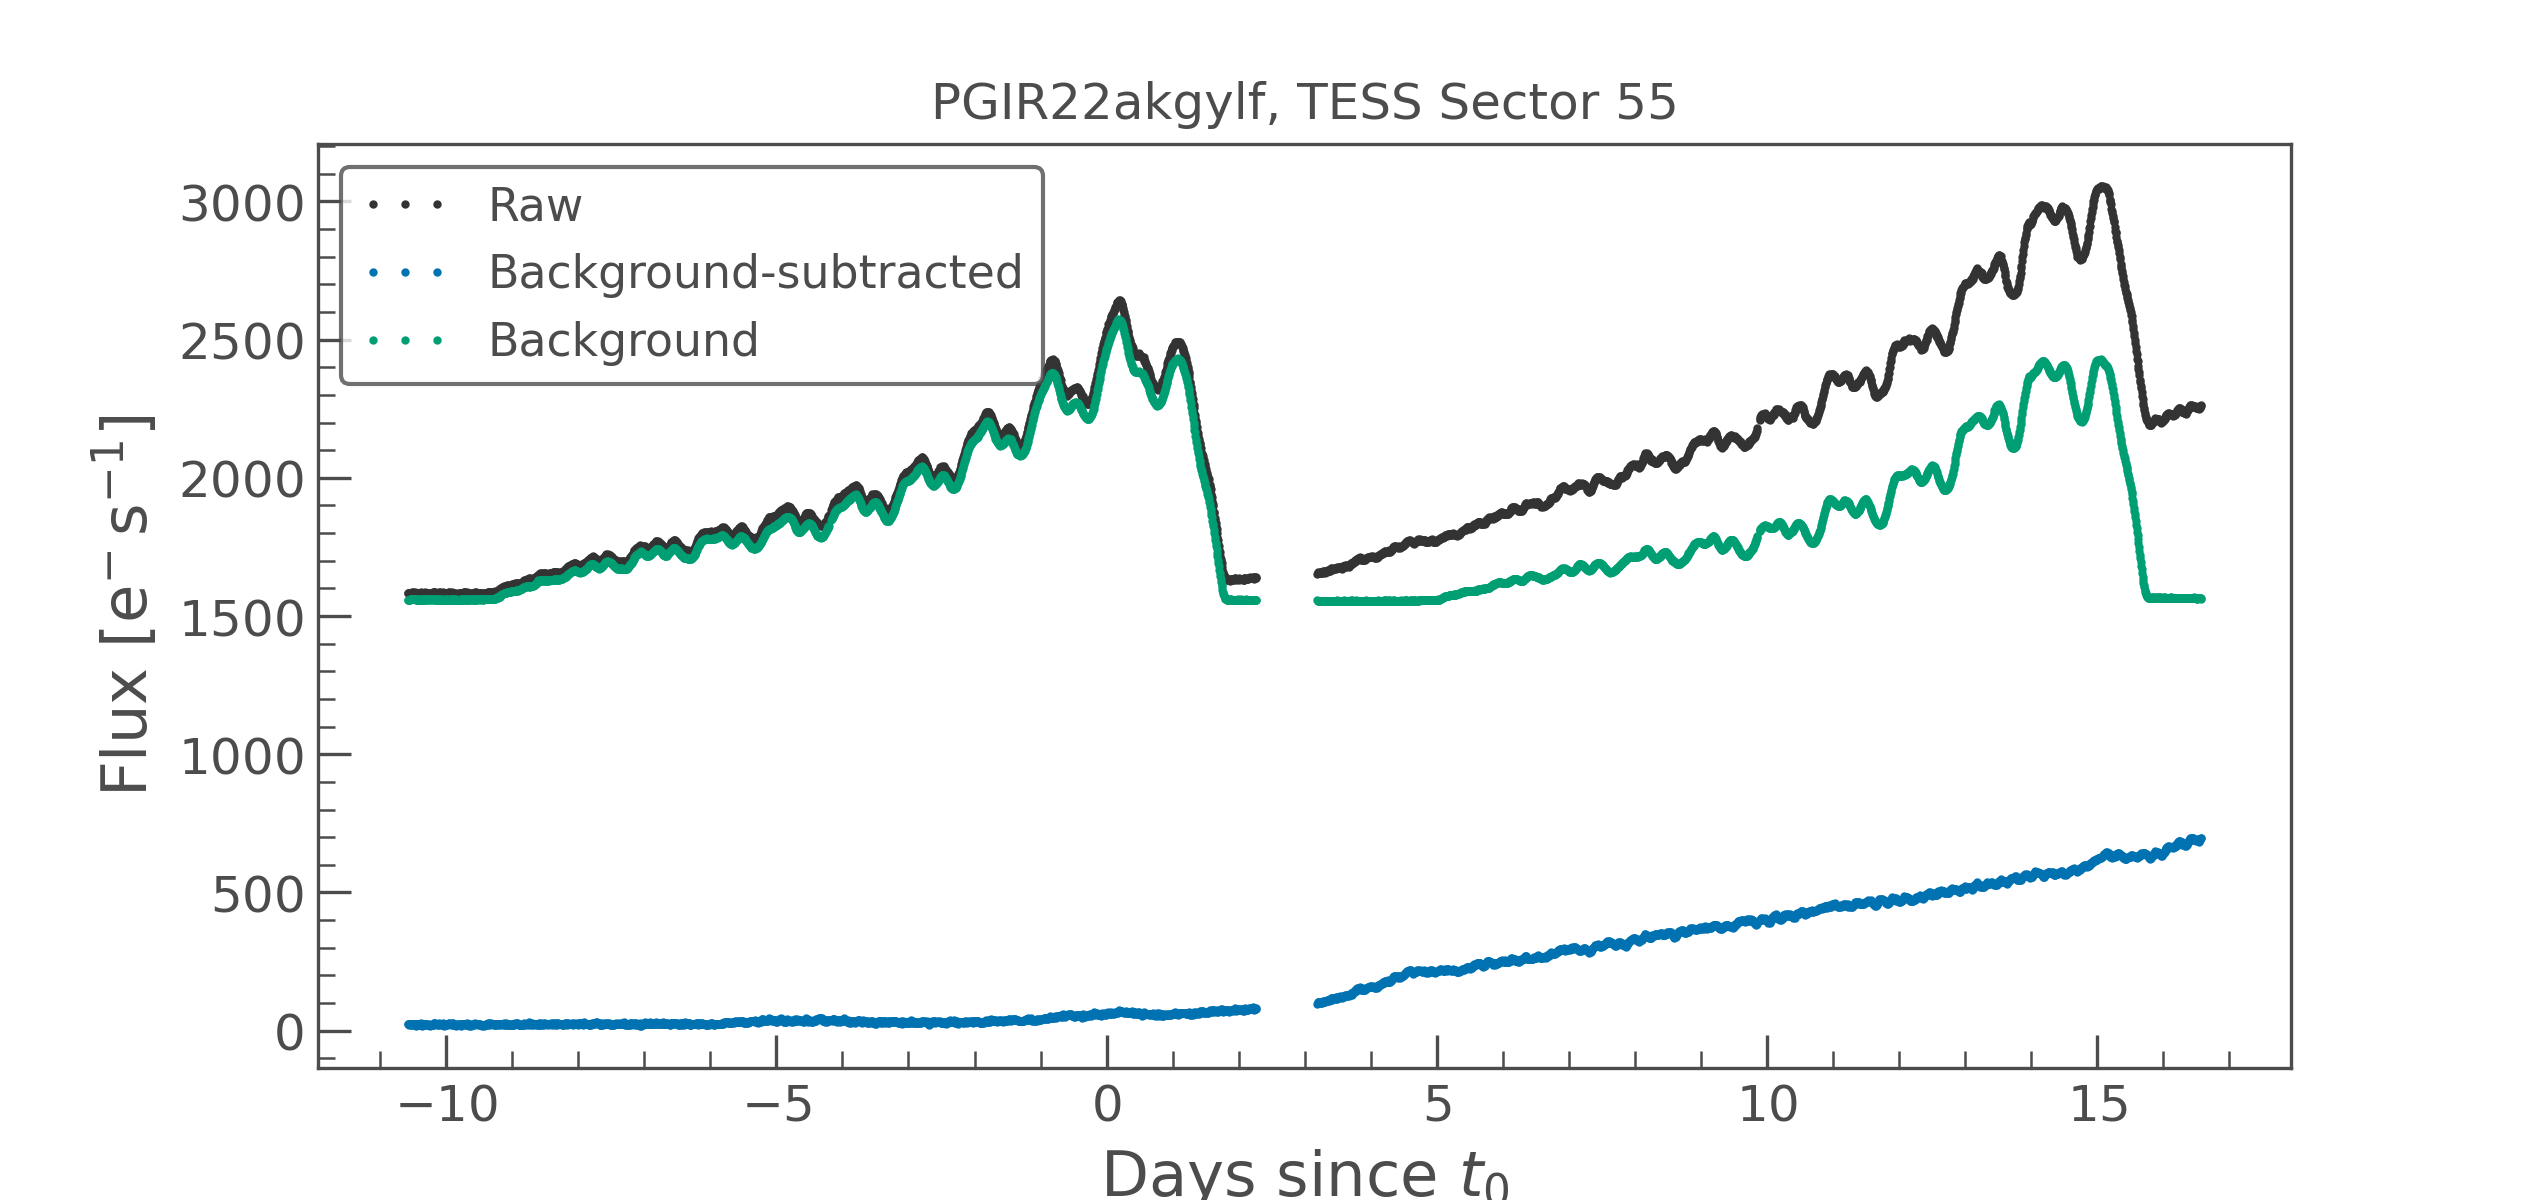 PGIR22akgylf, TESS Sector 55
Raw
Background-subtracted
Background
Flux [e⁻ s⁻¹]
3000
2500
2000
1500
1000
500
0
−10 −5 0 5 10 15
Days since t₀